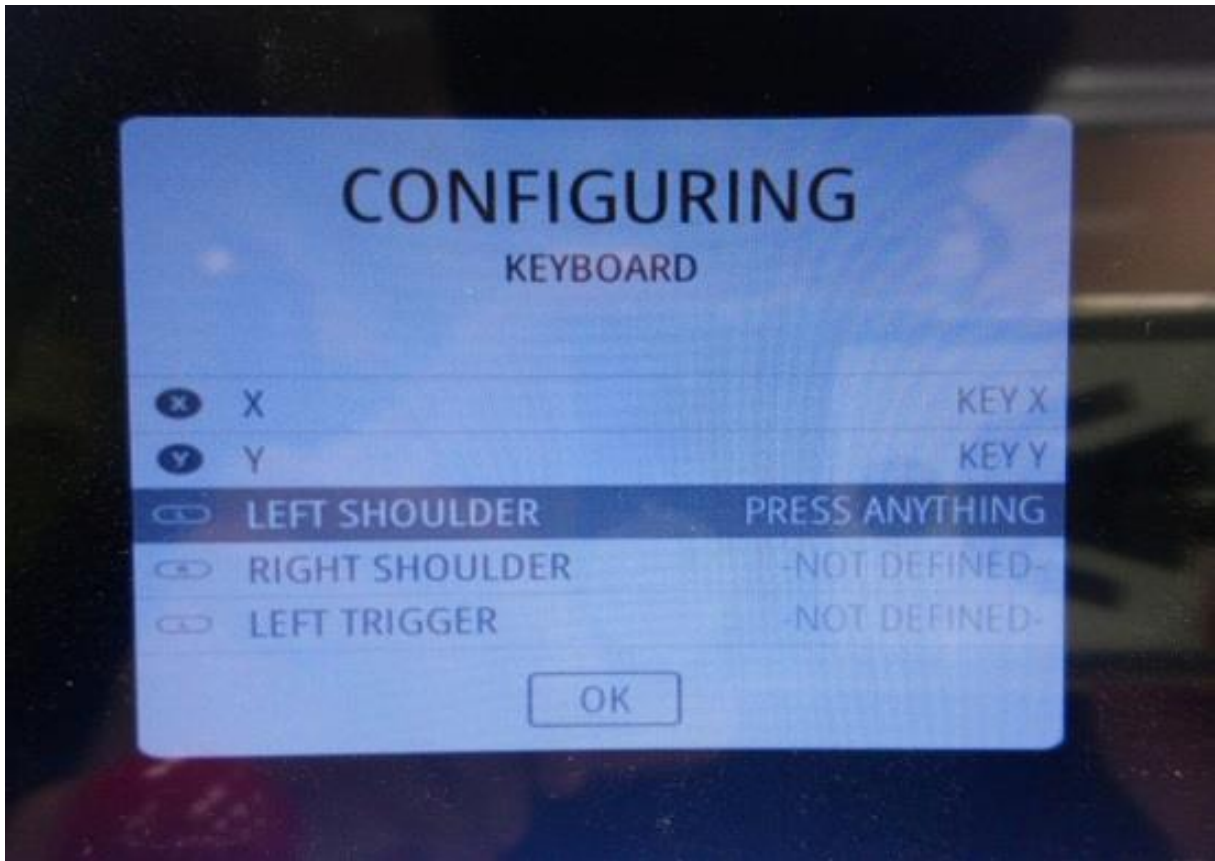 CONFIGURING
KEYBOARD
X X KEY X
Y Y KEY Y
L LEFT SHOULDER PRESS ANYTHING
R RIGHT SHOULDER -NOT DEFINED-
L LEFT TRIGGER -NOT DEFINED-
OK